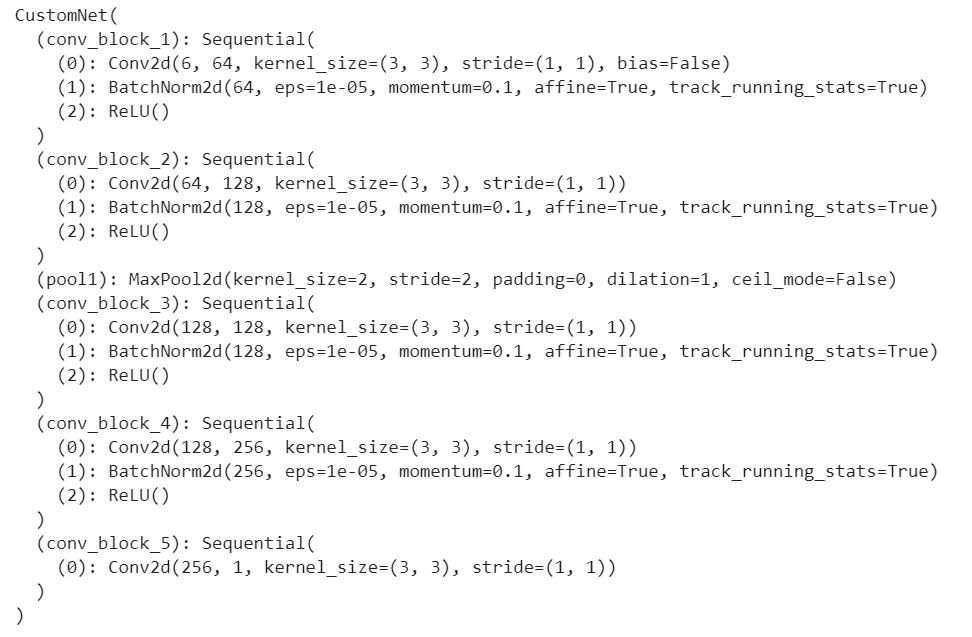 CustomNet(
  (conv_block_1): Sequential(
    (0): Conv2d(6, 64, kernel_size=(3, 3), stride=(1, 1), bias=False)
    (1): BatchNorm2d(64, eps=1e-05, momentum=0.1, affine=True, track_running_stats=True)
    (2): ReLU()
  )
  (conv_block_2): Sequential(
    (0): Conv2d(64, 128, kernel_size=(3, 3), stride=(1, 1))
    (1): BatchNorm2d(128, eps=1e-05, momentum=0.1, affine=True, track_running_stats=True)
    (2): ReLU()
  )
  (pool1): MaxPool2d(kernel_size=2, stride=2, padding=0, dilation=1, ceil_mode=False)
  (conv_block_3): Sequential(
    (0): Conv2d(128, 128, kernel_size=(3, 3), stride=(1, 1))
    (1): BatchNorm2d(128, eps=1e-05, momentum=0.1, affine=True, track_running_stats=True)
    (2): ReLU()
  )
  (conv_block_4): Sequential(
    (0): Conv2d(128, 256, kernel_size=(3, 3), stride=(1, 1))
    (1): BatchNorm2d(256, eps=1e-05, momentum=0.1, affine=True, track_running_stats=True)
    (2): ReLU()
  )
  (conv_block_5): Sequential(
    (0): Conv2d(256, 1, kernel_size=(3, 3), stride=(1, 1))
  )
)